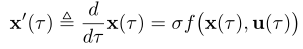 𝐱′(τ) ≜ d/dτ 𝐱(τ) = σf(𝐱(τ), 𝐮(τ))